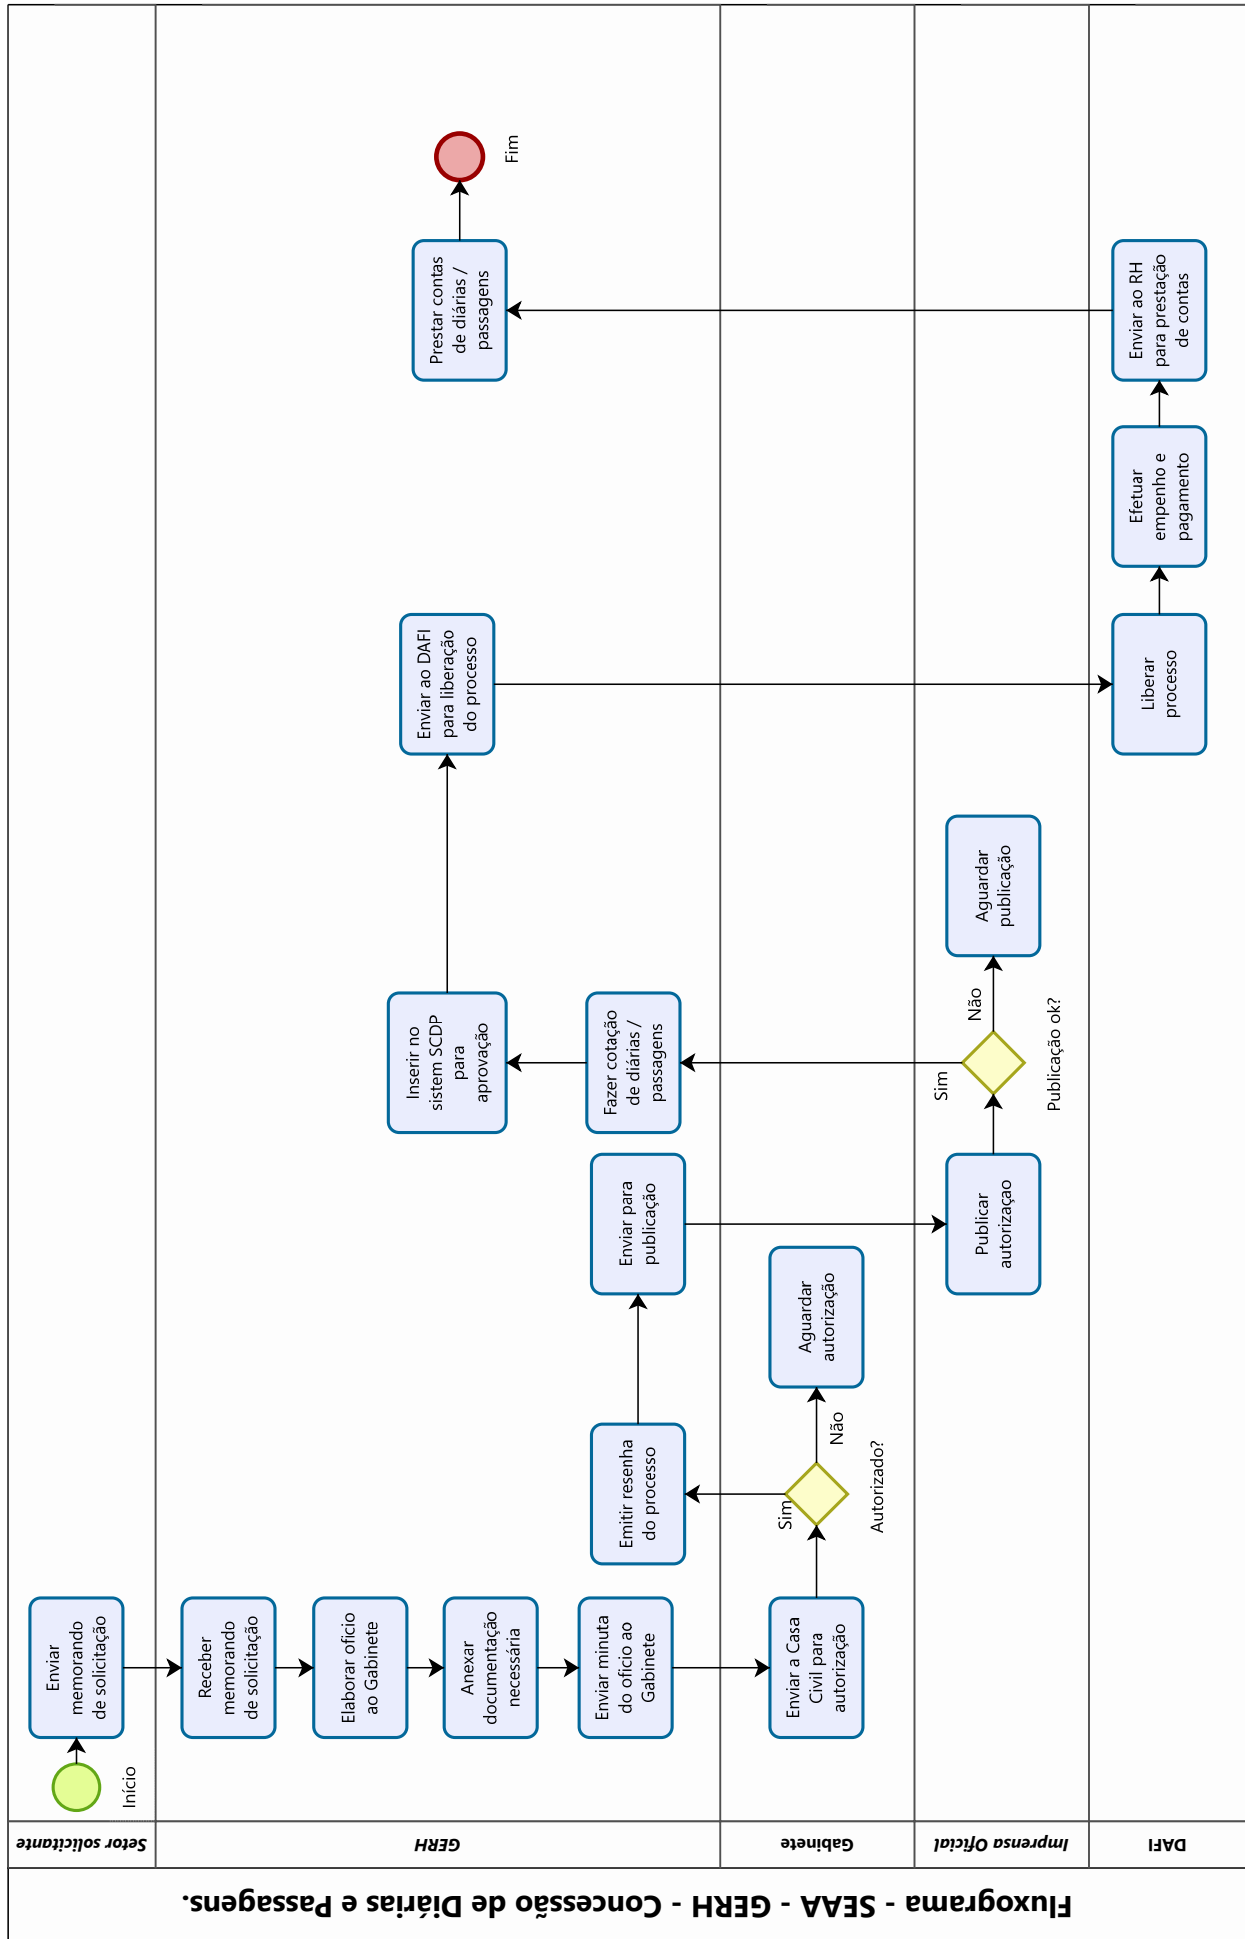 Fluxograma - SEAA - GERH - Concessão de Diárias e Passagens.
Setor solicitante
Início
Enviar
memorando
de solicitação
GERH
Receber
memorando
de solicitação
Elaborar oficio
ao Gabinete
Anexar
documentação
necessária
Enviar minuta
do oficio ao
Gabinete
Emitir resenha
do processo
Enviar para
publicação
Fazer cotação
de diárias /
passagens
Inserir no
sistem SCDP
para
aprovação
Enviar ao DAFI
para liberação
do processo
Prestar contas
de diárias /
passagens
Fim
Gabinete
Enviar a Casa
Civil para
autorização
Sim
Autorizado?
Não
Aguardar
autorização
Imprensa Oficial
Publicar
autorizaçao
Sim
Publicação ok?
Não
Aguardar
publicação
DAFI
Liberar
processo
Efetuar
empenho e
pagamento
Enviar ao RH
para prestação
de contas